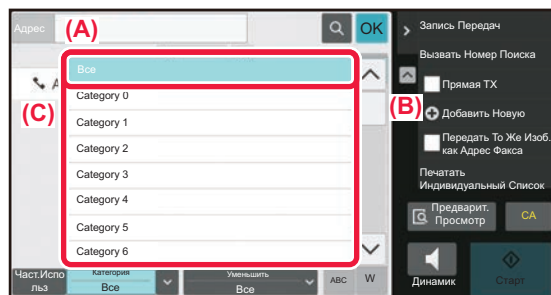 Адрес
(A)
OK
Все
A
(C)
Category 0
Category 1
Category 2
Category 3
Category 4
Category 5
Category 6
Част.Испо
льз
Категория
Все
Уменьшить
Все
ABC
W
(B)
Запись Передач
Вызвать Номер Поиска
Прямая TX
Добавить Новую
Передать То Же Изоб.
как Адрес Факса
Печатать
Индивидуальный Список
Предварит.
Просмотр
CA
Динамик
Старт